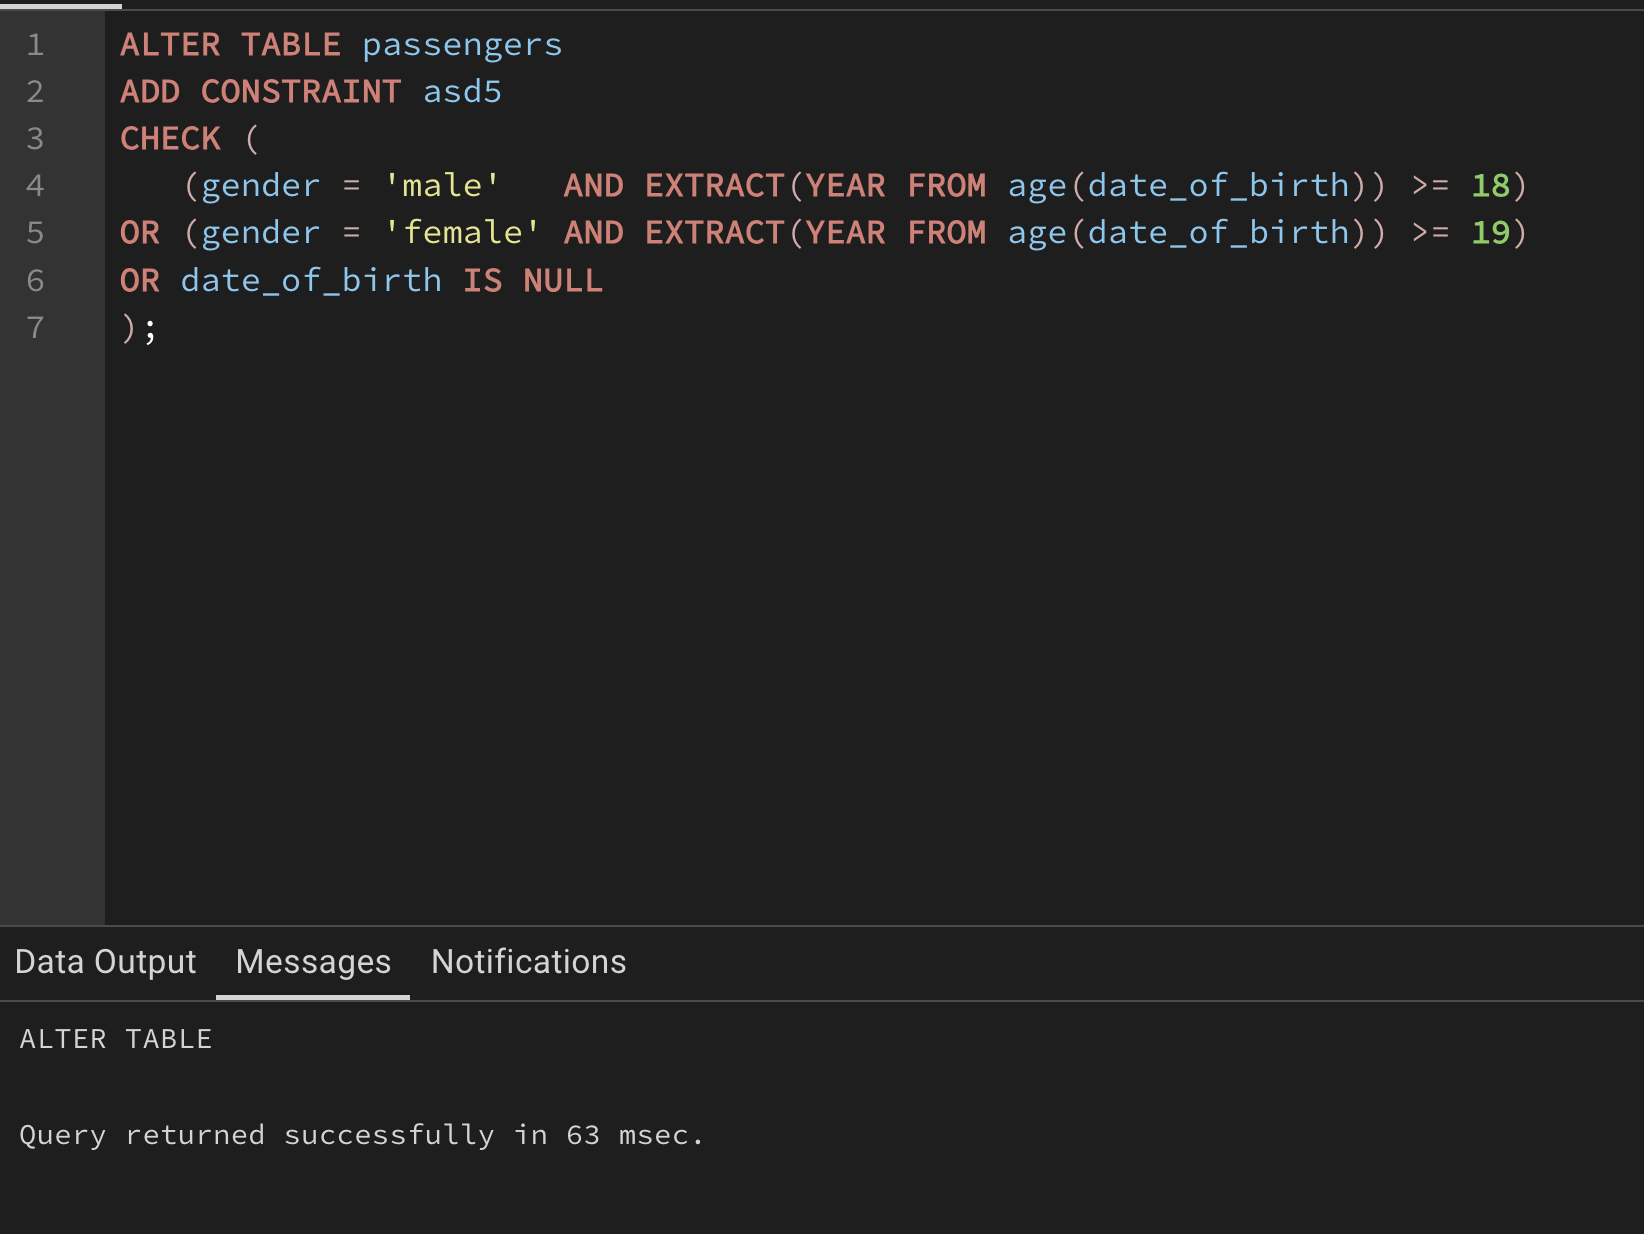 1 ALTER TABLE passengers
2 ADD CONSTRAINT asd5
3 CHECK (
4    (gender = 'male'   AND EXTRACT(YEAR FROM age(date_of_birth)) >= 18)
5 OR (gender = 'female' AND EXTRACT(YEAR FROM age(date_of_birth)) >= 19)
6 OR date_of_birth IS NULL
7 );
Data Output Messages Notifications
ALTER TABLE
Query returned successfully in 63 msec.